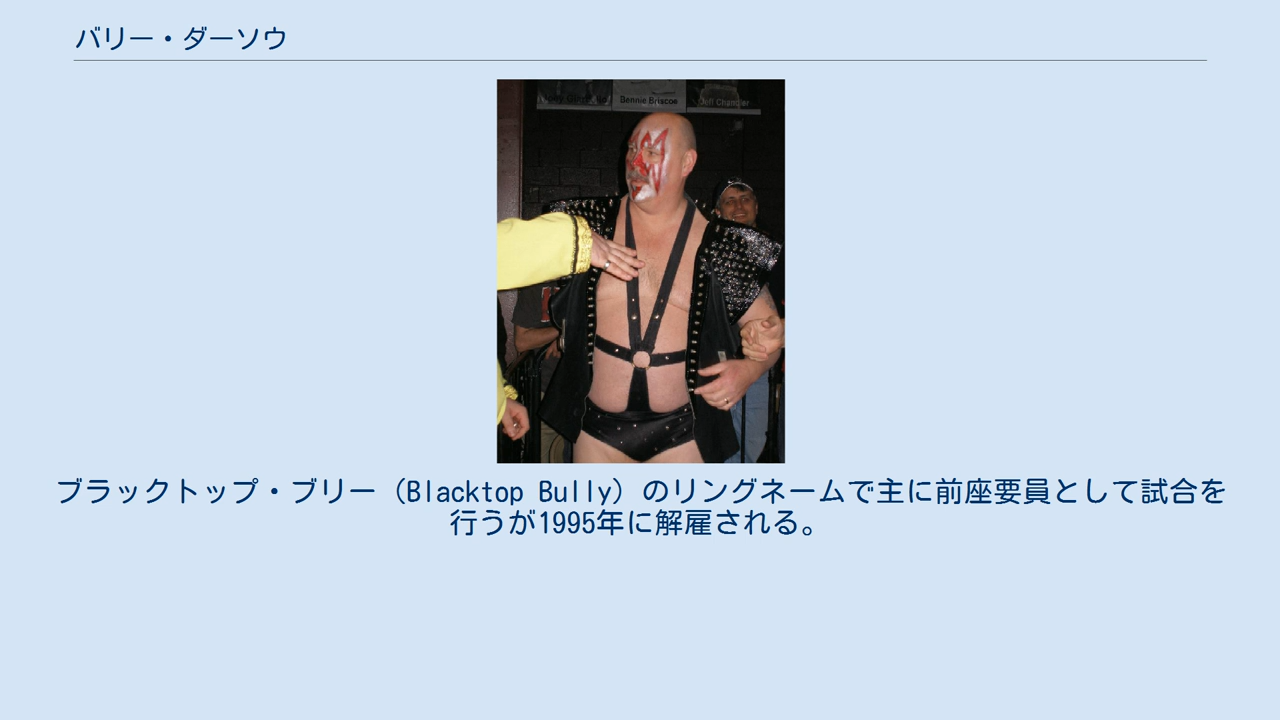 バリー・ダーソウ
Bennie Briscoe
Jeff Chandler
ブラックトップ・ブリー（Blacktop Bully）のリングネームで主に前座要員として試合を
行うが1995年に解雇される。